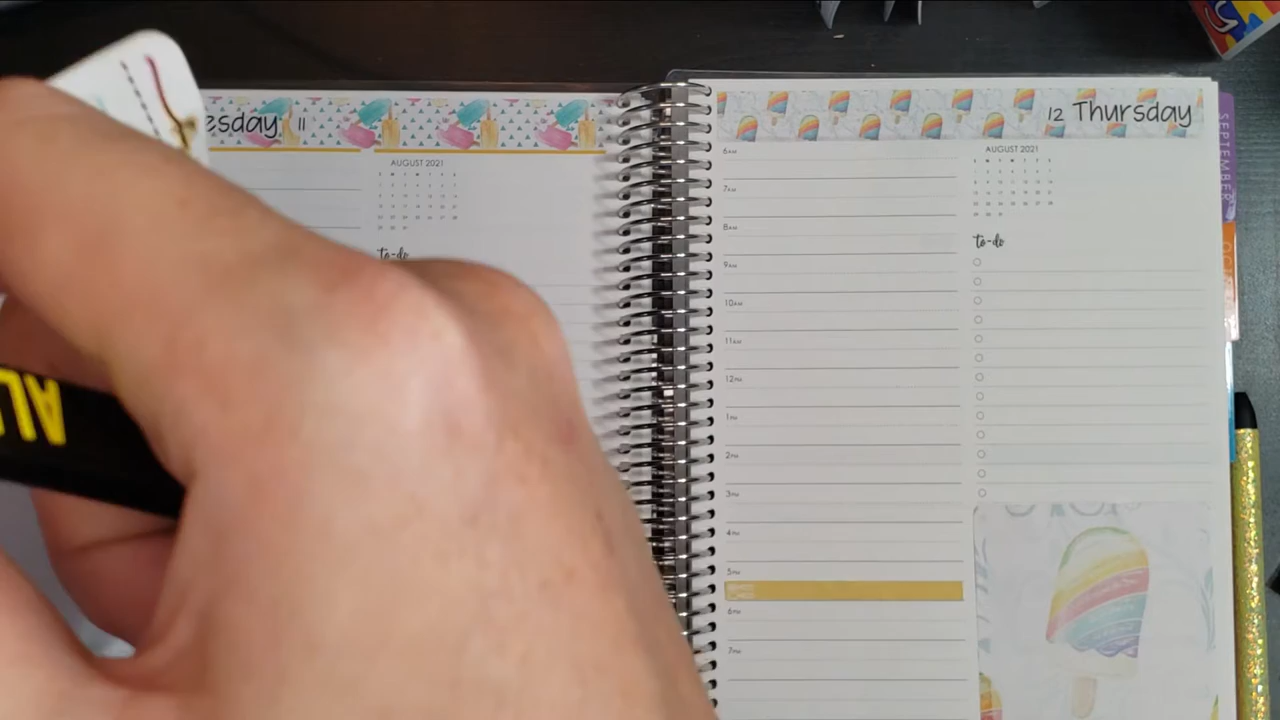 esday 11
AUGUST 2021
to-do
12 Thursday
6AM
AUGUST 2021
7AM
8AM
to-do
9AM
10AM
11AM
12PM
1PM
2PM
3PM
4PM
5PM
6PM
7PM
SEPTEMBER
OCT